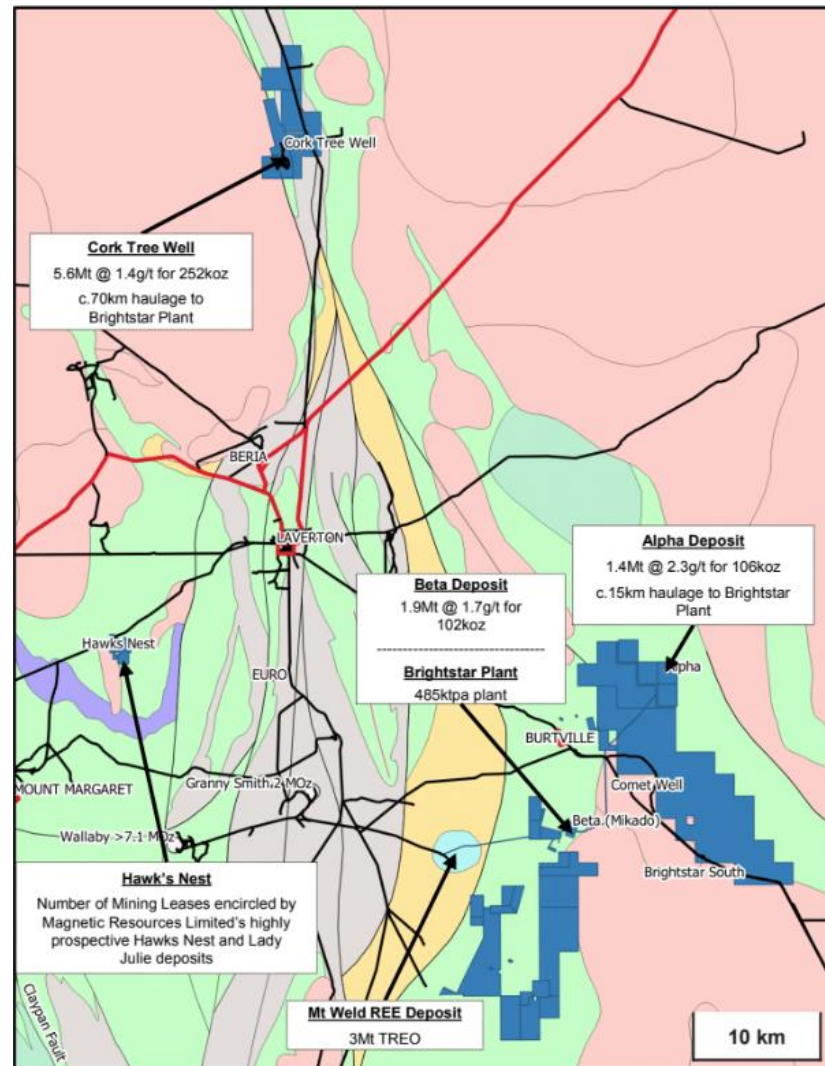 Cork Tree Well
Cork Tree Well
5.6Mt @ 1.4g/t for 252koz
c.70km haulage to
Brightstar Plant
BERIA
LAVERTON
Alpha Deposit
1.4Mt @ 2.3g/t for 106koz
c.15km haulage to Brightstar
Plant
Beta Deposit
1.9Mt @ 1.7g/t for
102koz
--------------------------------
Brightstar Plant
485ktpa plant
Hawks Nest
Alpha
EURO
BURTVILLE
Granny Smith 2 MOz
Comet Well
MOUNT MARGARET
Beta.(Mikado)
Wallaby >7.1 MOz
Brightstar South
Hawk's Nest
Number of Mining Leases encircled by
Magnetic Resources Limited's highly
prospective Hawks Nest and Lady
Julie deposits
Claypan Fault
Mt Weld REE Deposit
3Mt TREO
10 km